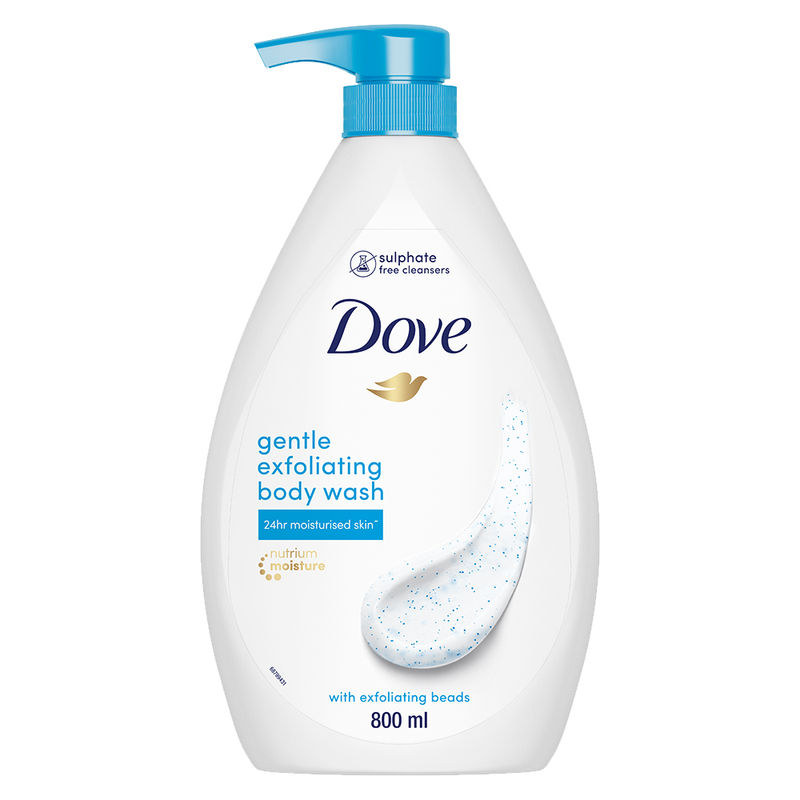 sulphate
free cleansers
Dove
gentle
exfoliating
body wash
24hr moisturised skin^
nutrium
moisture
with exfoliating beads
800 ml